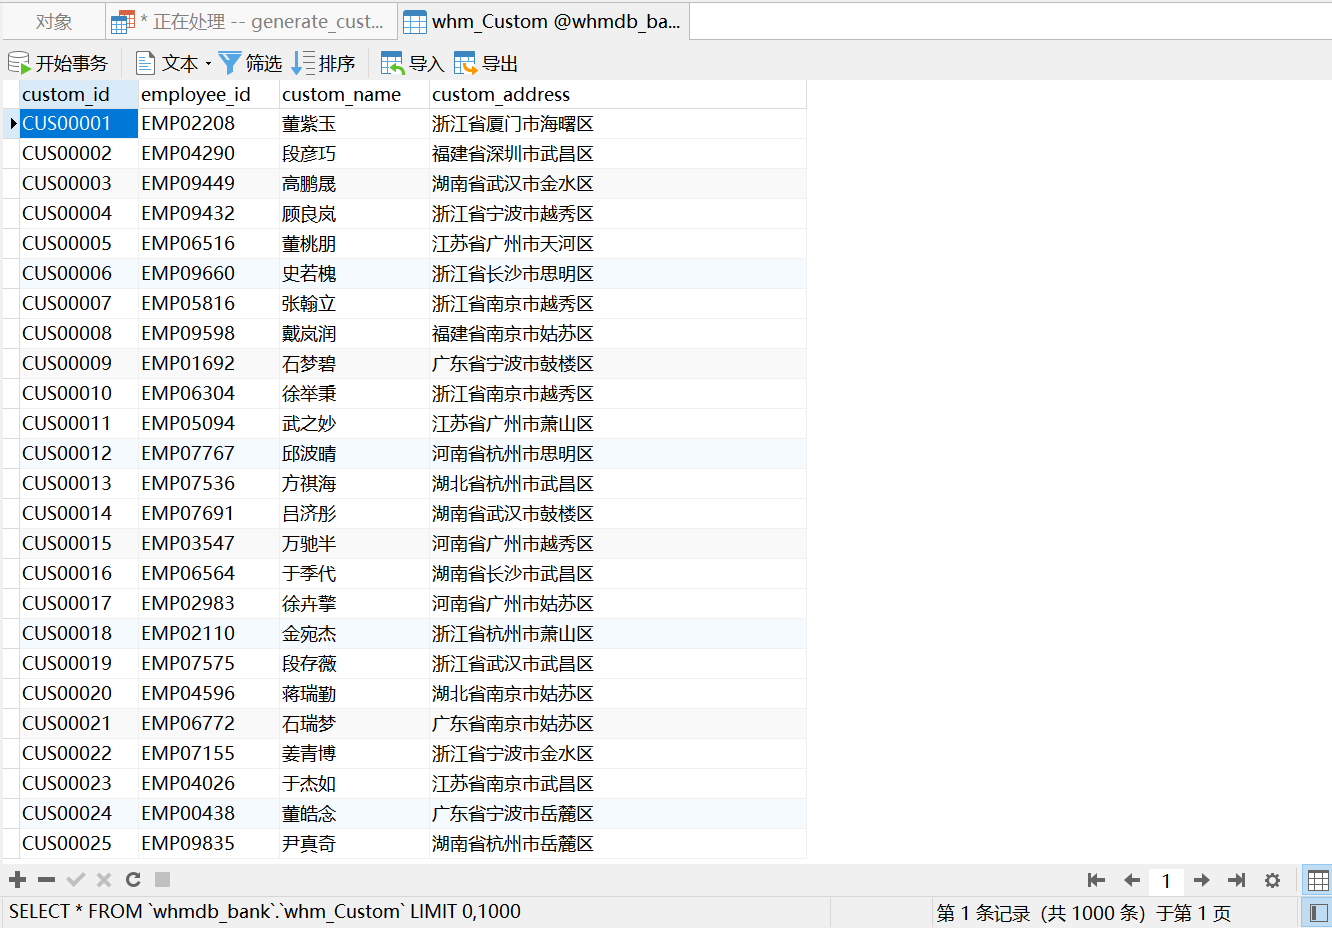 对象 * 正在处理 -- generate_cust... whm_Custom @whmdb_ba...
开始事务 文本 筛选 排序 导入 导出
custom_id employee_id custom_name custom_address
CUS00001 EMP02208 董紫玉 浙江省厦门市海曙区
CUS00002 EMP04290 段彦巧 福建省深圳市武昌区
CUS00003 EMP09449 高鹏晟 湖南省武汉市金水区
CUS00004 EMP09432 顾良岚 浙江省宁波市越秀区
CUS00005 EMP06516 董桃朋 江苏省广州市天河区
CUS00006 EMP09660 史若槐 浙江省长沙市思明区
CUS00007 EMP05816 张翰立 浙江省南京市越秀区
CUS00008 EMP09598 戴岚润 福建省南京市姑苏区
CUS00009 EMP01692 石梦碧 广东省宁波市鼓楼区
CUS00010 EMP06304 徐举秉 浙江省南京市越秀区
CUS00011 EMP05094 武之妙 江苏省广州市萧山区
CUS00012 EMP07767 邱波晴 河南省杭州市思明区
CUS00013 EMP07536 方祺海 湖北省杭州市武昌区
CUS00014 EMP07691 吕济彤 湖南省武汉市鼓楼区
CUS00015 EMP03547 万驰半 河南省广州市越秀区
CUS00016 EMP06564 于季代 湖南省长沙市武昌区
CUS00017 EMP02983 徐卉擎 河南省广州市姑苏区
CUS00018 EMP02110 金宛杰 浙江省杭州市萧山区
CUS00019 EMP07575 段存薇 浙江省武汉市武昌区
CUS00020 EMP04596 蒋瑞勤 湖北省南京市姑苏区
CUS00021 EMP06772 石瑞梦 广东省南京市姑苏区
CUS00022 EMP07155 姜青博 浙江省宁波市金水区
CUS00023 EMP04026 于杰如 江苏省南京市武昌区
CUS00024 EMP00438 董皓念 广东省宁波市岳麓区
CUS00025 EMP09835 尹真奇 湖南省杭州市岳麓区
1
SELECT * FROM `whmdb_bank`.`whm_Custom` LIMIT 0,1000 第 1 条记录（共 1000 条）于第 1 页